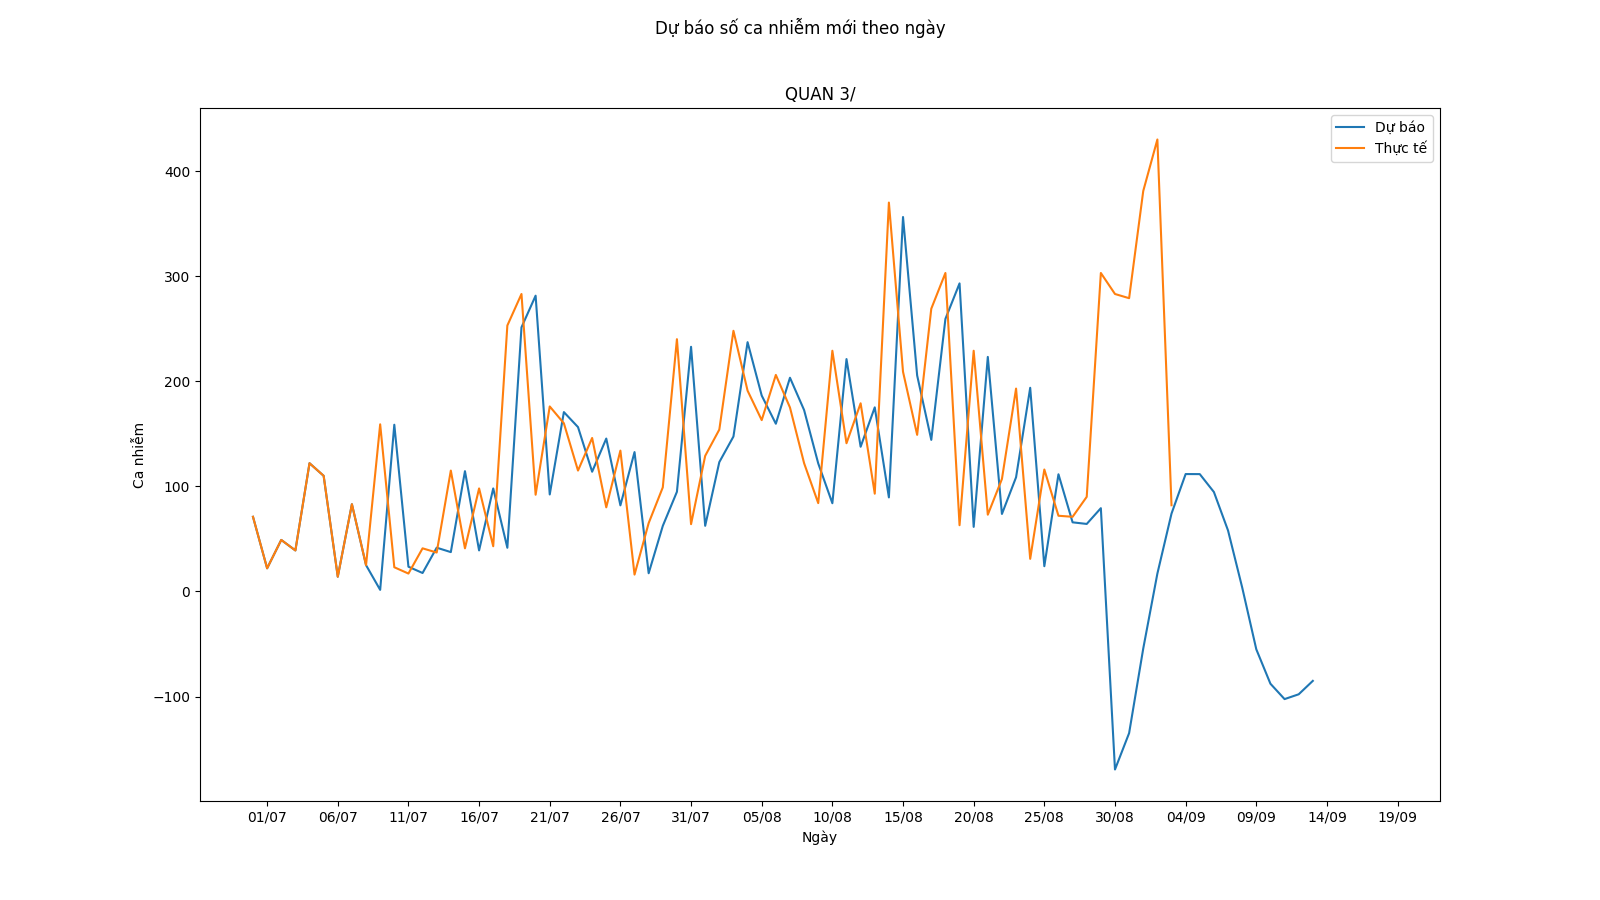 Dự báo số ca nhiễm mới theo ngày
QUAN 3/
Dự báo
Thực tế
400
300
200
100
0
−100
Ca nhiễm
01/07 06/07 11/07 16/07 21/07 26/07 31/07 05/08 10/08 15/08 20/08 25/08 30/08 04/09 09/09 14/09 19/09
Ngày